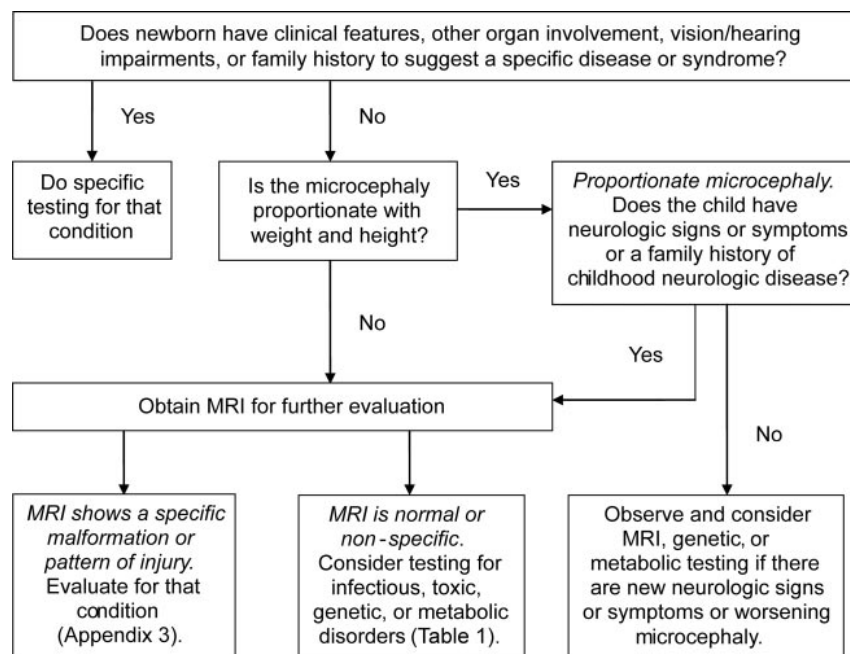 Does newborn have clinical features, other organ involvement, vision/hearing
impairments, or family history to suggest a specific disease or syndrome?
Yes
No
Do specific
testing for that
condition
Is the microcephaly
proportionate with
weight and height?
Yes
Proportionate microcephaly.
Does the child have
neurologic signs or symptoms
or a family history of
childhood neurologic disease?
No
Yes
Obtain MRI for further evaluation
No
MRI shows a specific
malformation or
pattern of injury.
Evaluate for that
condition
(Appendix 3).
MRI is normal or
non-specific.
Consider testing for
infectious, toxic,
genetic, or metabolic
disorders (Table 1).
Observe and consider
MRI, genetic, or
metabolic testing if there
are new neurologic signs
or symptoms or worsening
microcephaly.